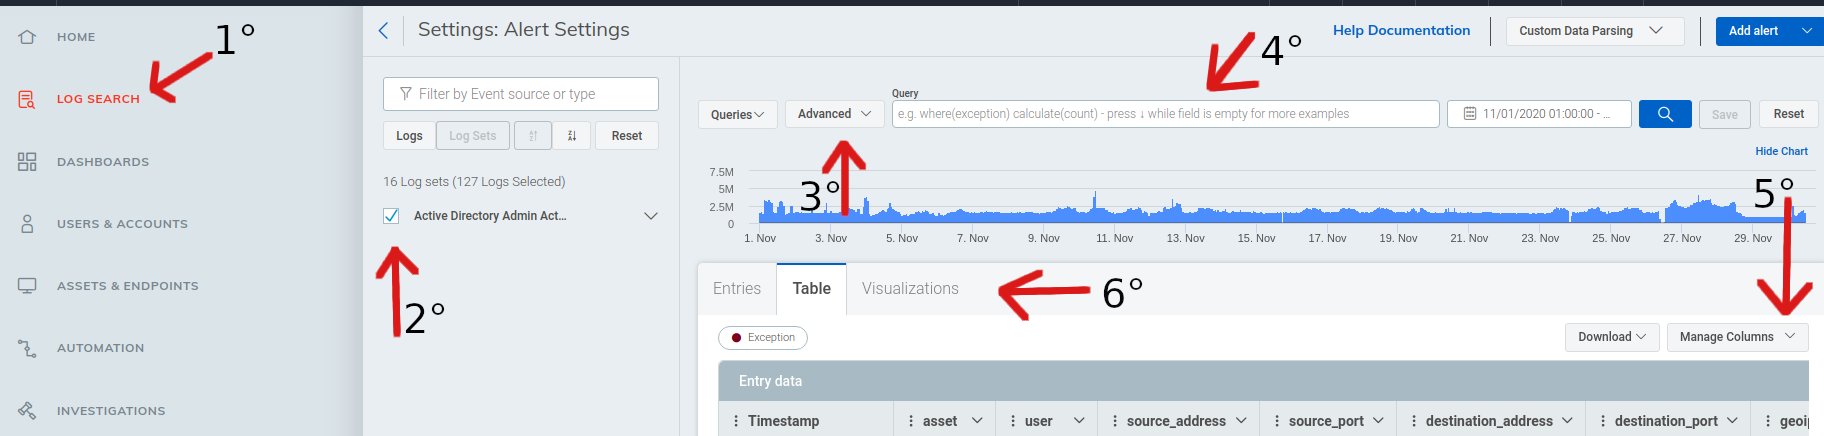 HOME
LOG SEARCH
DASHBOARDS
USERS & ACCOUNTS
ASSETS & ENDPOINTS
AUTOMATION
INVESTIGATIONS
1°
Settings: Alert Settings
Help Documentation
Custom Data Parsing
Add alert
Filter by Event source or type
Logs
Log Sets
Reset
16 Log sets (127 Logs Selected)
Active Directory Admin Act...
2°
4°
Query
Queries
Advanced
e.g. where(exception) calculate(count) - press ↓ while field is empty for more examples
11/01/2020 01:00:00 - ...
Save
Reset
Hide Chart
3°
5°
7.5M
5M
2.5M
0
1. Nov 3. Nov 5. Nov 7. Nov 9. Nov 11. Nov 13. Nov 15. Nov 17. Nov 19. Nov 21. Nov 23. Nov 25. Nov 27. Nov 29. Nov
Entries Table Visualizations
6°
Exception
Download
Manage Columns
Entry data
Timestamp asset user source_address source_port destination_address destination_port geoip